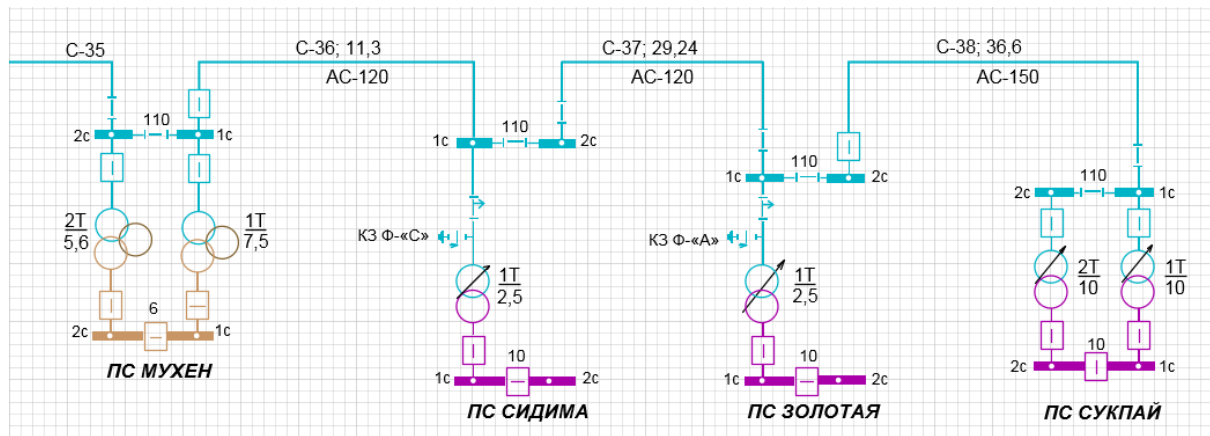 С-35
С-36; 11,3
АС-120
С-37; 29,24
АС-120
С-38; 36,6
АС-150
2с
110
1с
1с
110
2с
1с
110
2с
2с
110
1с
2Т
5,6
1Т
7,5
КЗ Ф-«С»
1Т
2,5
КЗ Ф-«А»
1Т
2,5
2Т
10
1Т
10
2с
6
1с
1с
10
2с
1с
10
2с
2с
10
1с
ПС МУХЕН
ПС СИДИМА
ПС ЗОЛОТАЯ
ПС СУКПАЙ